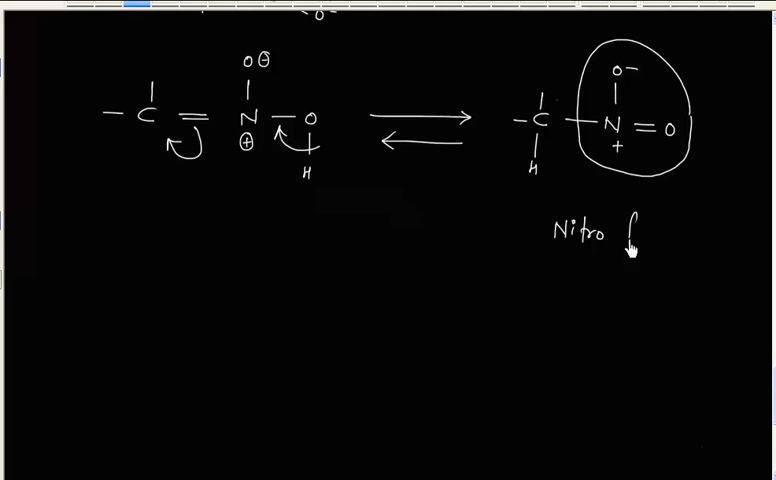 O
O⊖
O−
− C = N − O
⊕
H
− C − N = O
+
H
Nitro